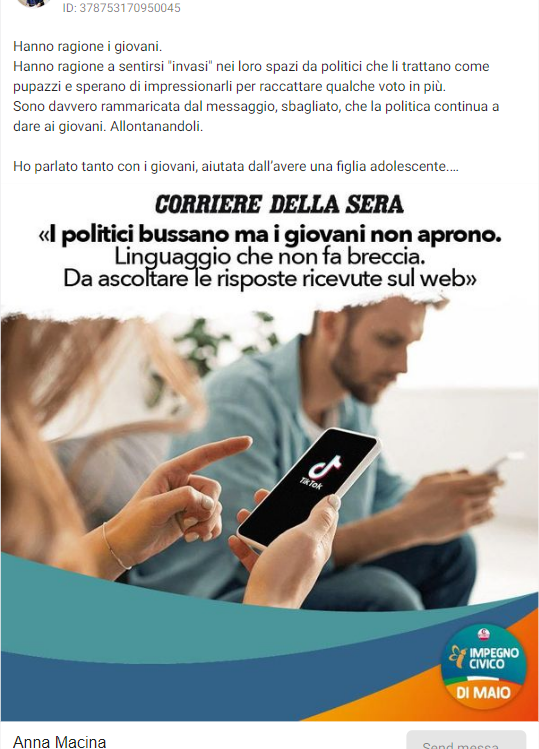 ID: 378753170950045
Hanno ragione i giovani.
Hanno ragione a sentirsi "invasi" nei loro spazi da politici che li trattano come
pupazzi e sperano di impressionarli per raccattare qualche voto in più.
Sono davvero rammaricata dal messaggio, sbagliato, che la politica continua a
dare ai giovani. Allontanandoli.
Ho parlato tanto con i giovani, aiutata dall'avere una figlia adolescente....
CORRIERE DELLA SERA
«I politici bussano ma i giovani non aprono.
Linguaggio che non fa breccia.
Da ascoltare le risposte ricevute sul web»
TikTok
IMPEGNO
CIVICO
DI MAIO
Anna Macina
Send messa